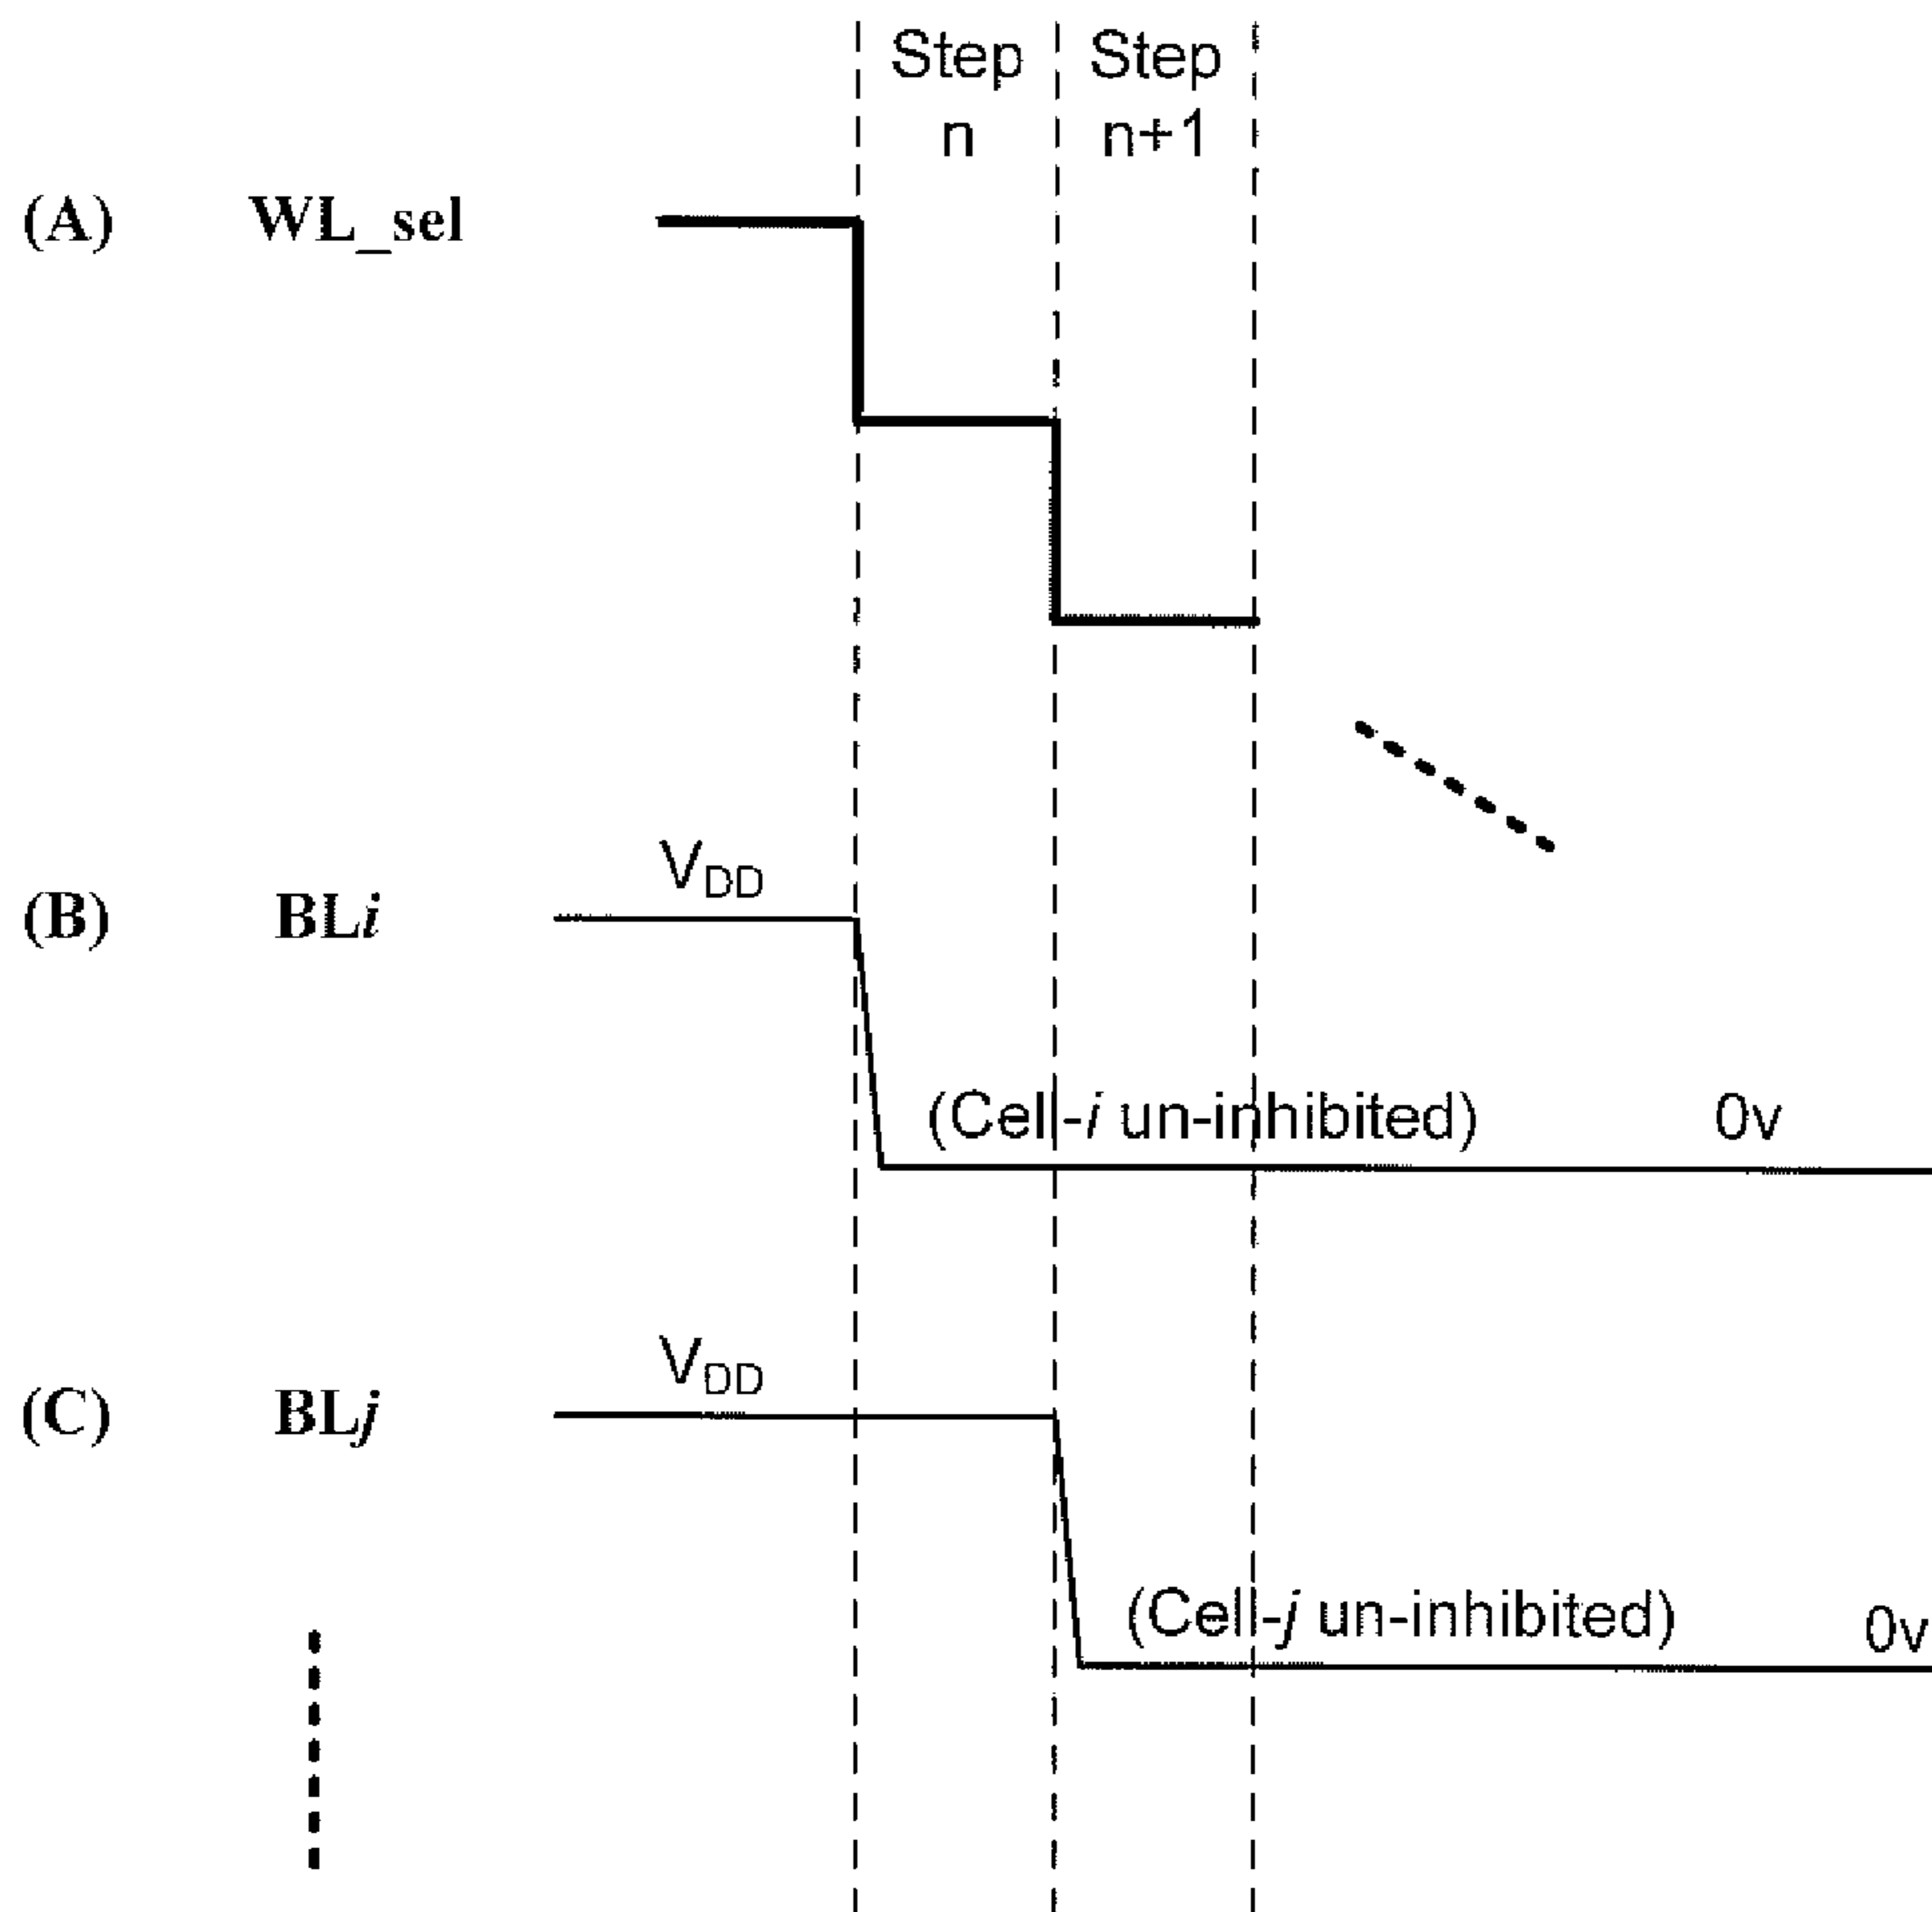 Step Step
n n+1
(A) WL_sel
VDD
(B) BLi
(Cell-i un-inhibited) 0v
VDD
(C) BLj
(Cell-j un-inhibited) 0v